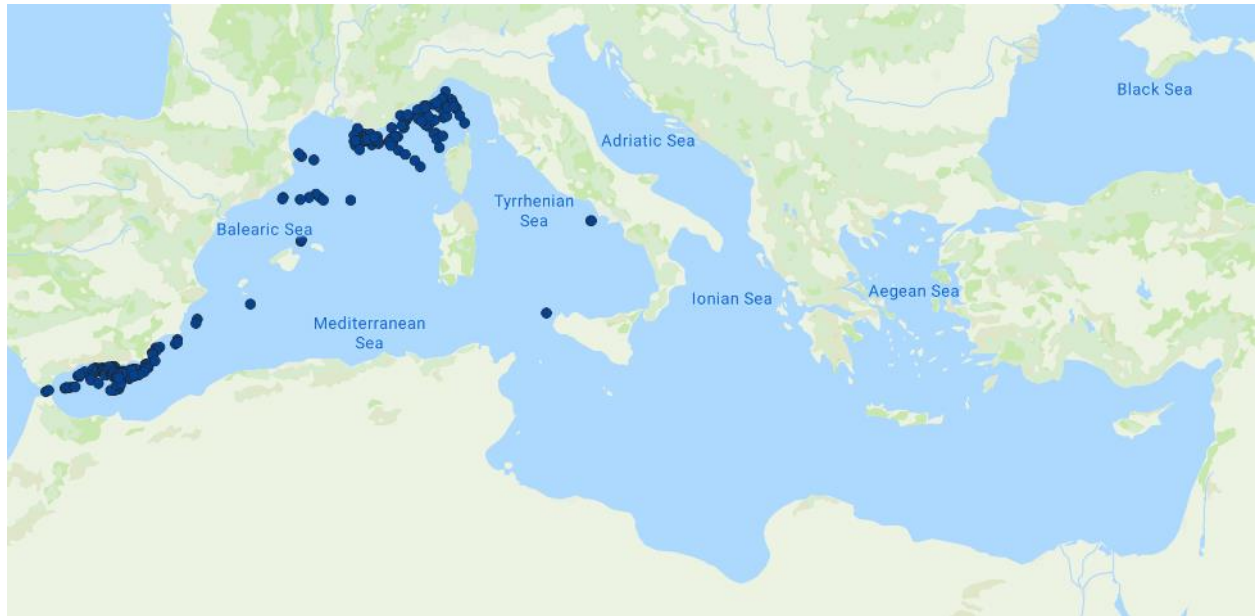 Black Sea
Adriatic Sea
Tyrrhenian
Sea
Balearic Sea
Ionian Sea
Aegean Sea
Mediterranean
Sea